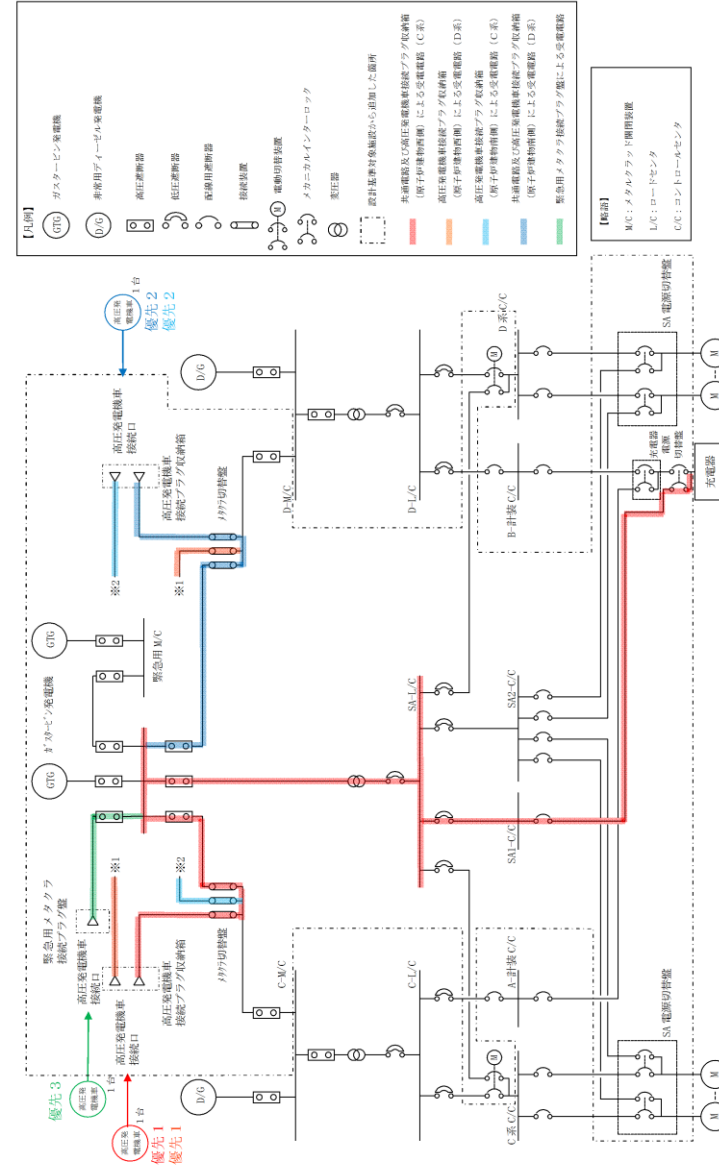 【凡例】
GTG
ガスタービン発電機
D/G
非常用ディーゼル発電機
高圧遮断器
低圧遮断器
配線用遮断器
接続装置
M
電動切替装置
メカニカルインターロック
変圧器
設計基準対象施設から追加した箇所
共通電路及び高圧発電機車接続プラグ収納箱
(原子炉建物西側)による受電電路(C系)
高圧発電機車接続プラグ収納箱
(原子炉建物西側)による受電電路(D系)
高圧発電機車接続プラグ収納箱
(原子炉建物南側)による受電電路(C系)
共通電路及び高圧発電機車接続プラグ収納箱
(原子炉建物南側)による受電電路(D系)
緊急用メタクラ接続プラグ盤による受電電路
【略語】
M/C:メタルクラッド開閉装置
L/C:ロードセンタ
C/C:コントロールセンタ
優先3
高圧発
電機車
1台
高圧発
電機車
1台
優先1
優先1
緊急用メタクラ
接続プラグ盤
高圧発電機車
接続口
高圧発電機車
接続口
高圧発電機車
接続プラグ収納箱
※1
※2
メタクラ切替盤
GTG
ガスタービン発電機
GTG
緊急用M/C
高圧発
電機車
1台
優先2
優先2
高圧発電機車
接続口
高圧発電機車
接続プラグ収納箱
※2
※1
メタクラ切替盤
D/G
C-M/C
C-L/C
D/G
D-M/C
D-L/C
SA-L/C
C系C/C
M
A-計装C/C
SA1-C/C
SA2-C/C
B-計装C/C
D系C/C
M
SA電源切替盤
充電器
電源
切替盤
SA電源切替盤
M
M
充電器
M
M